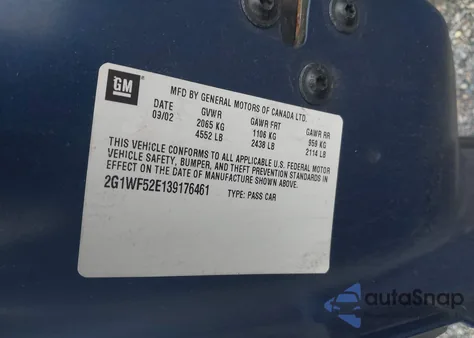 GM
MFD BY GENERAL MOTORS OF CANADA LTD.
DATE GVWR GAWR FRT GAWR RR
03/02 2065 KG 1106 KG 959 KG
4552 LB 2438 LB 2114 LB
THIS VEHICLE CONFORMS TO ALL APPLICABLE U.S. FEDERAL MOTOR
VEHICLE SAFETY, BUMPER, AND THEFT PREVENTION STANDARDS IN
EFFECT ON THE DATE OF MANUFACTURE SHOWN ABOVE.
2G1WF52E139176461 TYPE: PASS CAR
autoSnap